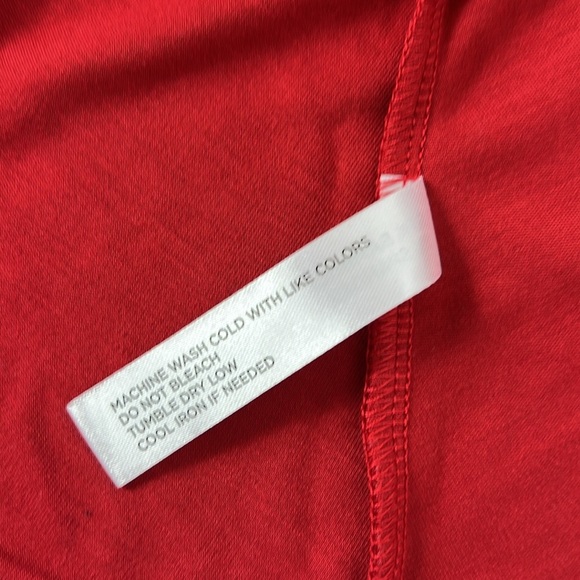 MACHINE WASH COLD WITH LIKE COLORS
DO NOT BLEACH
TUMBLE DRY LOW
COOL IRON IF NEEDED